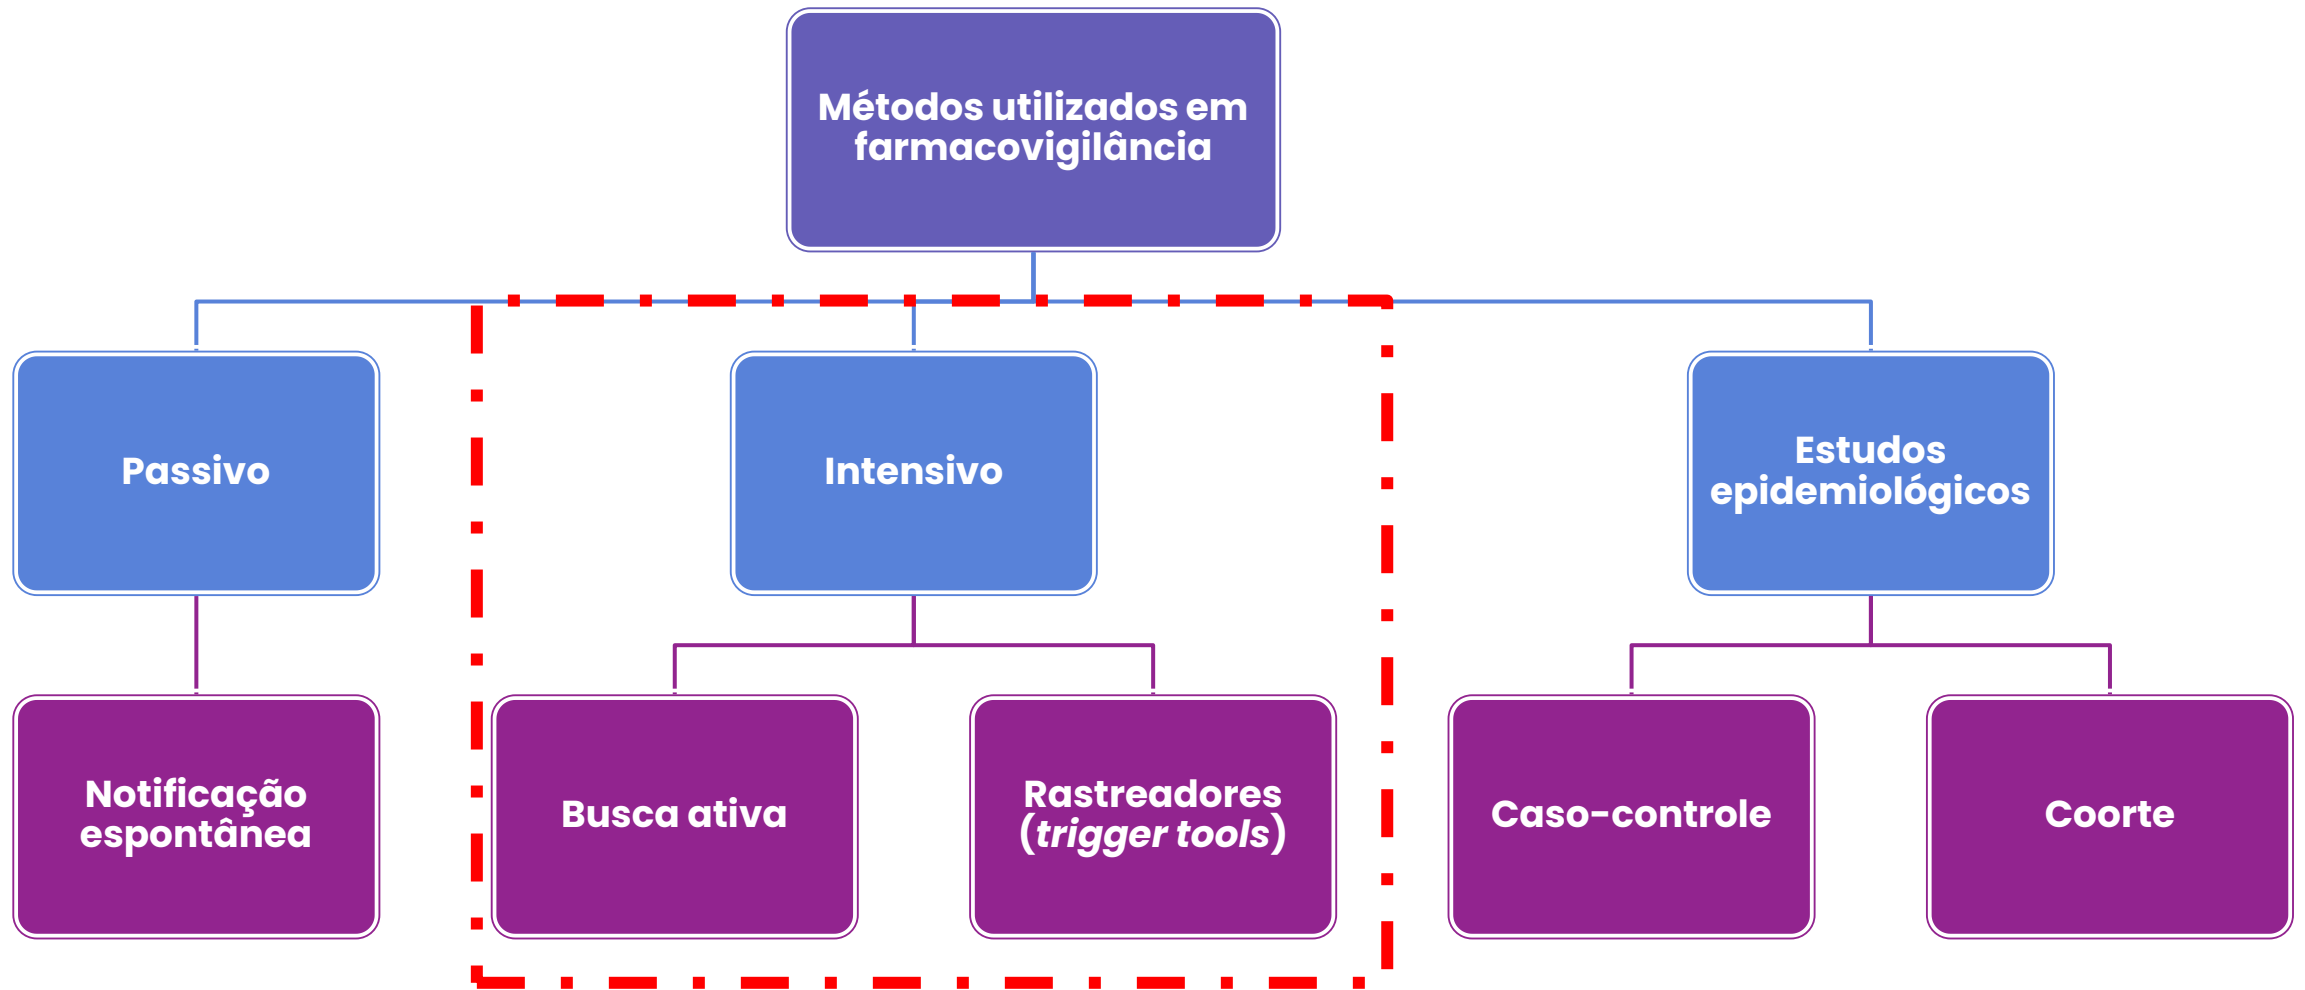 Métodos utilizados em
farmacovigilância
Passivo
Intensivo
Estudos
epidemiológicos
Notificação
espontânea
Busca ativa
Rastreadores
(trigger tools)
Caso-controle
Coorte